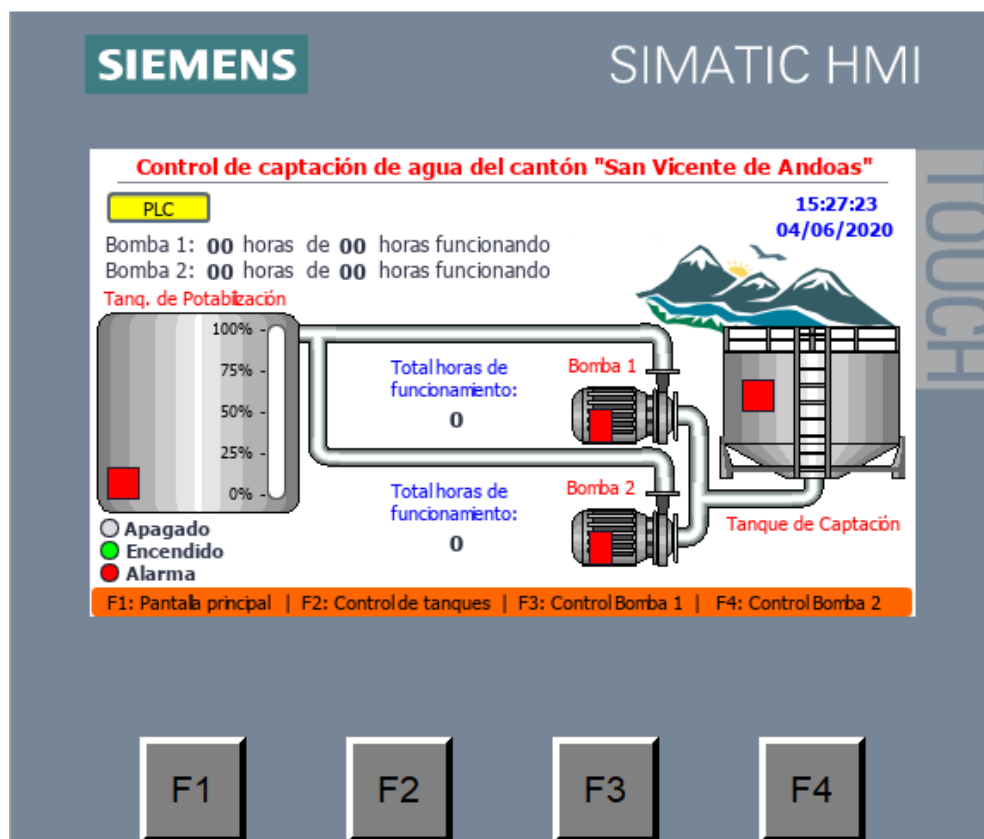 SIEMENS
SIMATIC HMI
TOUCH
Control de captación de agua del cantón "San Vicente de Andoas"
PLC
15:27:23
04/06/2020
Bomba 1: 00 horas de 00 horas funcionando
Bomba 2: 00 horas de 00 horas funcionando
Tanq. de Potabilización
100% -
75% -
50% -
25% -
0% -
Total horas de
funcionamiento:
0
Bomba 1
Total horas de
funcionamiento:
0
Bomba 2
Tanque de Captación
Apagado
Encendido
Alarma
F1: Pantalla principal | F2: Control de tanques | F3: Control Bomba 1 | F4: Control Bomba 2
F1 F2 F3 F4